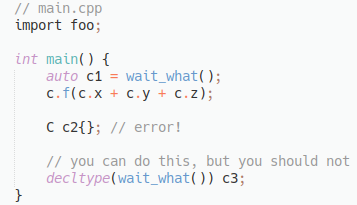 // main.cpp
import foo;
int main() {
auto c1 = wait_what();
c.f(c.x + c.y + c.z);
C c2{}; // error!
// you can do this, but you should not
decltype(wait_what()) c3;
}